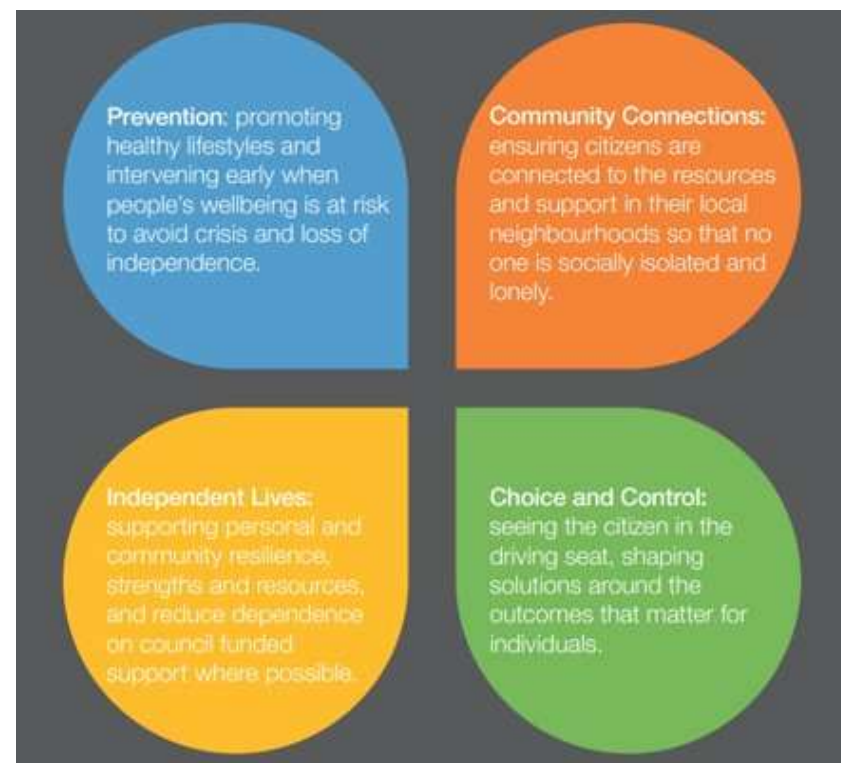 Prevention: promoting
healthy lifestyles and
intervening early when
people's wellbeing is at risk
to avoid crisis and loss of
independence.
Community Connections:
ensuring citizens are
connected to the resources
and support in their local
neighbourhoods so that no
one is socially isolated and
lonely.
Independent Lives:
supporting personal and
community resilience,
strengths and resources,
and reduce dependence
on council funded
support where possible.
Choice and Control:
seeing the citizen in the
driving seat, shaping
solutions around the
outcomes that matter for
individuals.